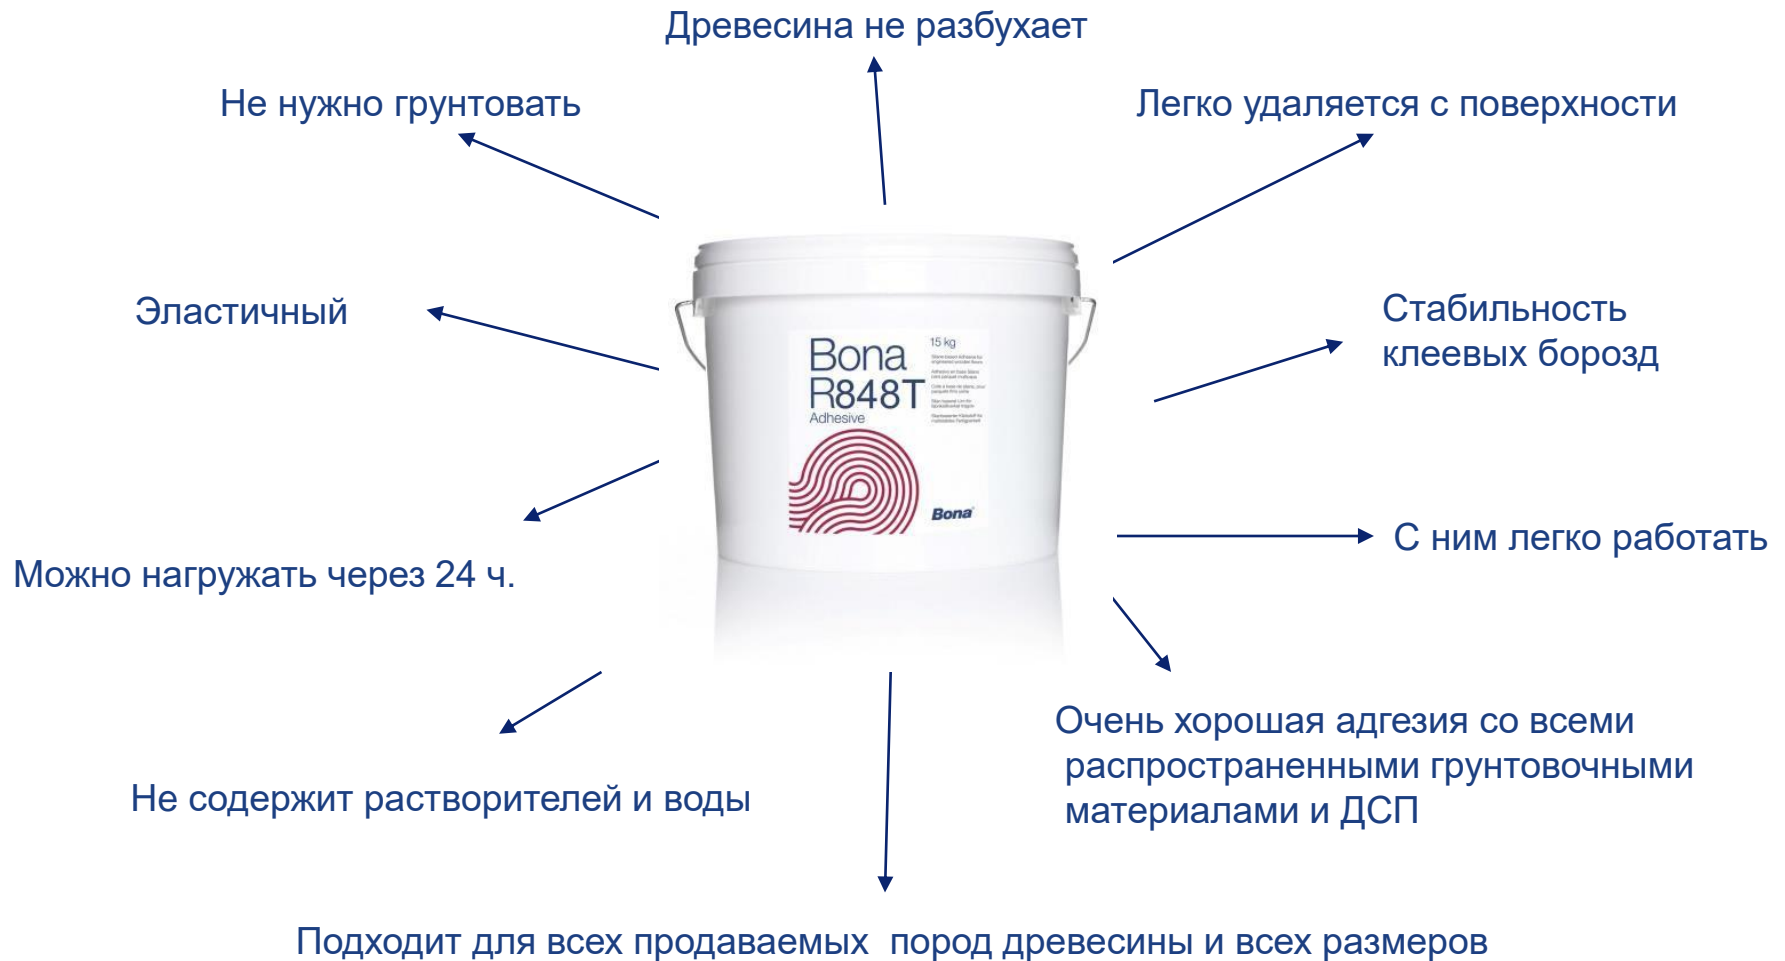 Древесина не разбухает
Не нужно грунтовать
Легко удаляется с поверхности
Эластичный
Стабильность
клеевых борозд
Bona
R848T
Adhesive
15 kg
Bona
Можно нагружать через 24 ч.
С ним легко работать
Не содержит растворителей и воды
Очень хорошая адгезия со всеми
распространенными грунтовочными
материалами и ДСП
Подходит для всех продаваемых  пород древесины и всех размеров